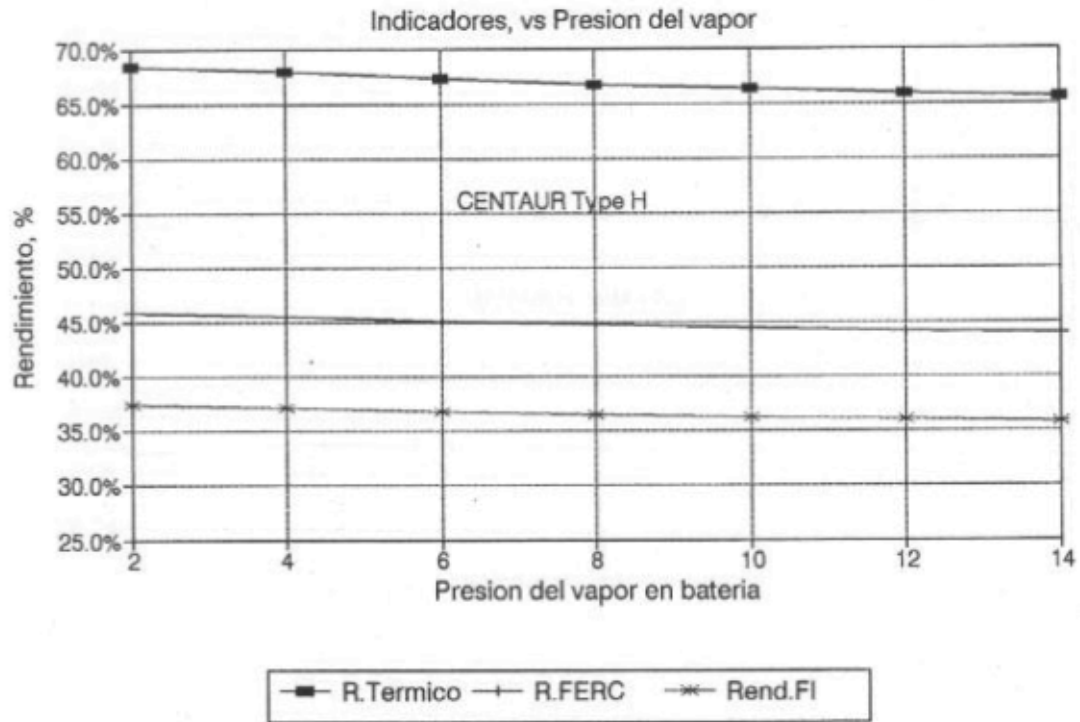 Indicadores, vs Presion del vapor
70.0%
65.0%
60.0%
55.0%
50.0%
45.0%
40.0%
35.0%
30.0%
25.0%
Rendimiento, %
CENTAUR Type H
2 4 6 8 10 12 14
Presion del vapor en bateria
R.Termico R.FERC Rend.FI